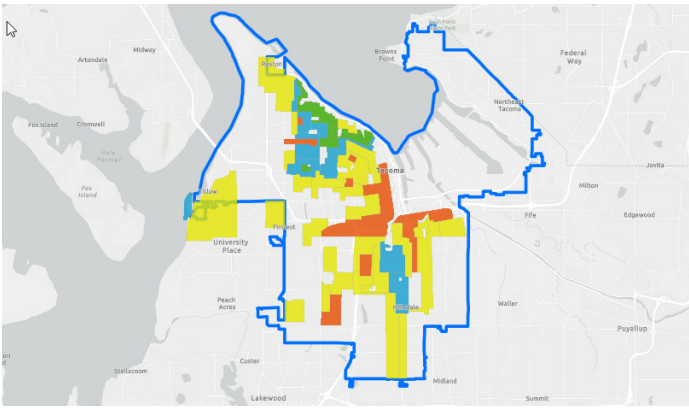 Artondale
Midway
Browns
Point
Federal
Way
Ruston
Northeast
Tacoma
Fox Island
Cromwell
Hale
Passage
Tacoma
Jovita
Fox
Island
Milton
Fife
Edgewood
Fircrest
University
Place
Peach
Acres
Waller
Puyallup
Custer
Steilacoom
Midland
Lakewood
Summit